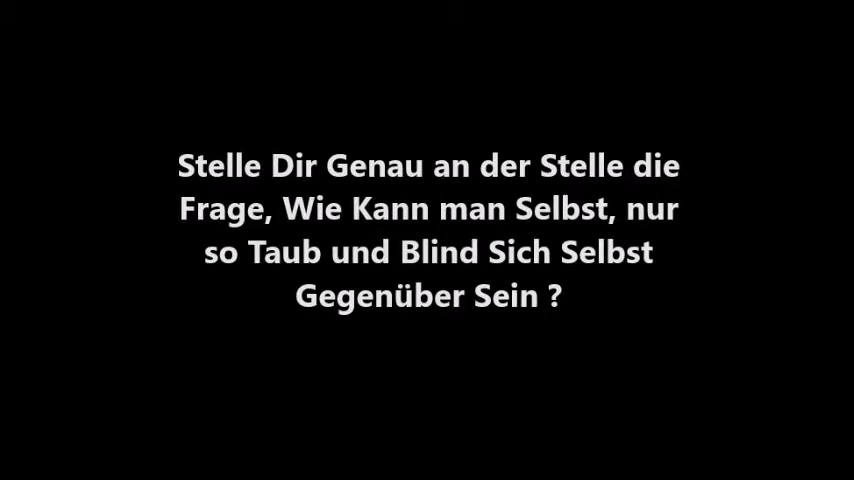 Stelle Dir Genau an der Stelle die
Frage, Wie Kann man Selbst, nur
so Taub und Blind Sich Selbst
Gegenüber Sein ?